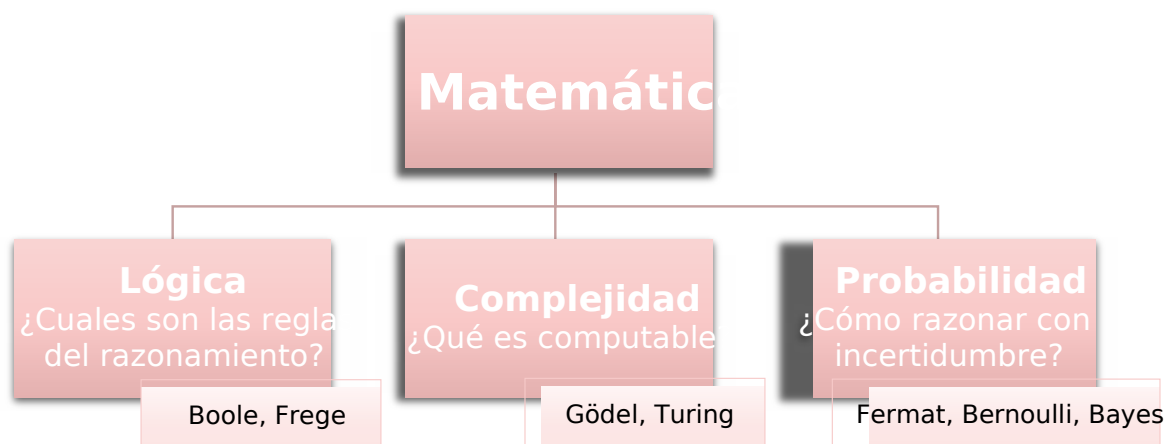 Matemática
Lógica
¿Cuales son las regla
del razonamiento?
Complejidad
¿Qué es computable
Probabilidad
¿Cómo razonar con
incertidumbre?
Boole, Frege
Gödel, Turing
Fermat, Bernoulli, Bayes